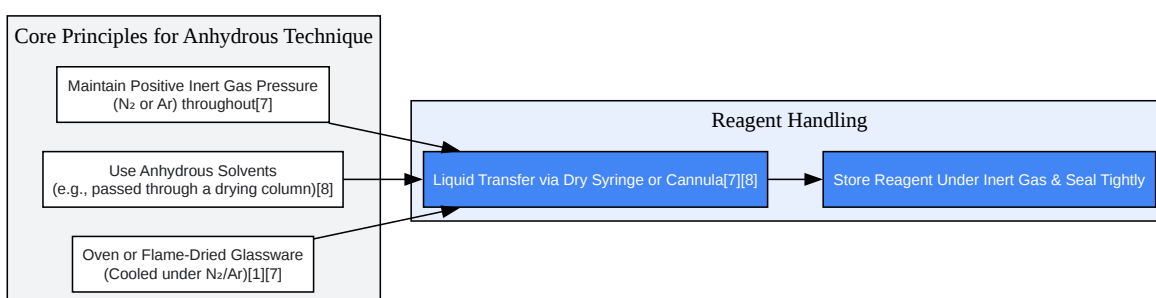 Core Principles for Anhydrous Technique
Maintain Positive Inert Gas Pressure
(N₂ or Ar) throughout[7]
Use Anhydrous Solvents
(e.g., passed through a drying column)[8]
Oven or Flame-Dried Glassware
(Cooled under N₂/Ar)[1][7]
Reagent Handling
Liquid Transfer via Dry Syringe or Cannula[7][8]
Store Reagent Under Inert Gas & Seal Tightly